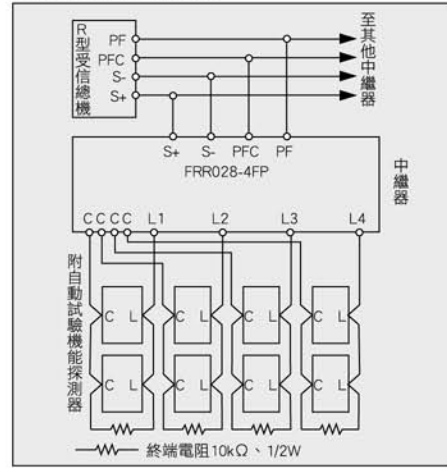 R型受信總機
PF
PFC
S-
S+
至其他中繼器
S+ S- PFC PF
FRR028-4FP
中繼器
C C C C L1 L2 L3 L4
附自動試驗機能探測器
C L C L C L C L
C L C L C L C L
終端電阻10kΩ、1/2W